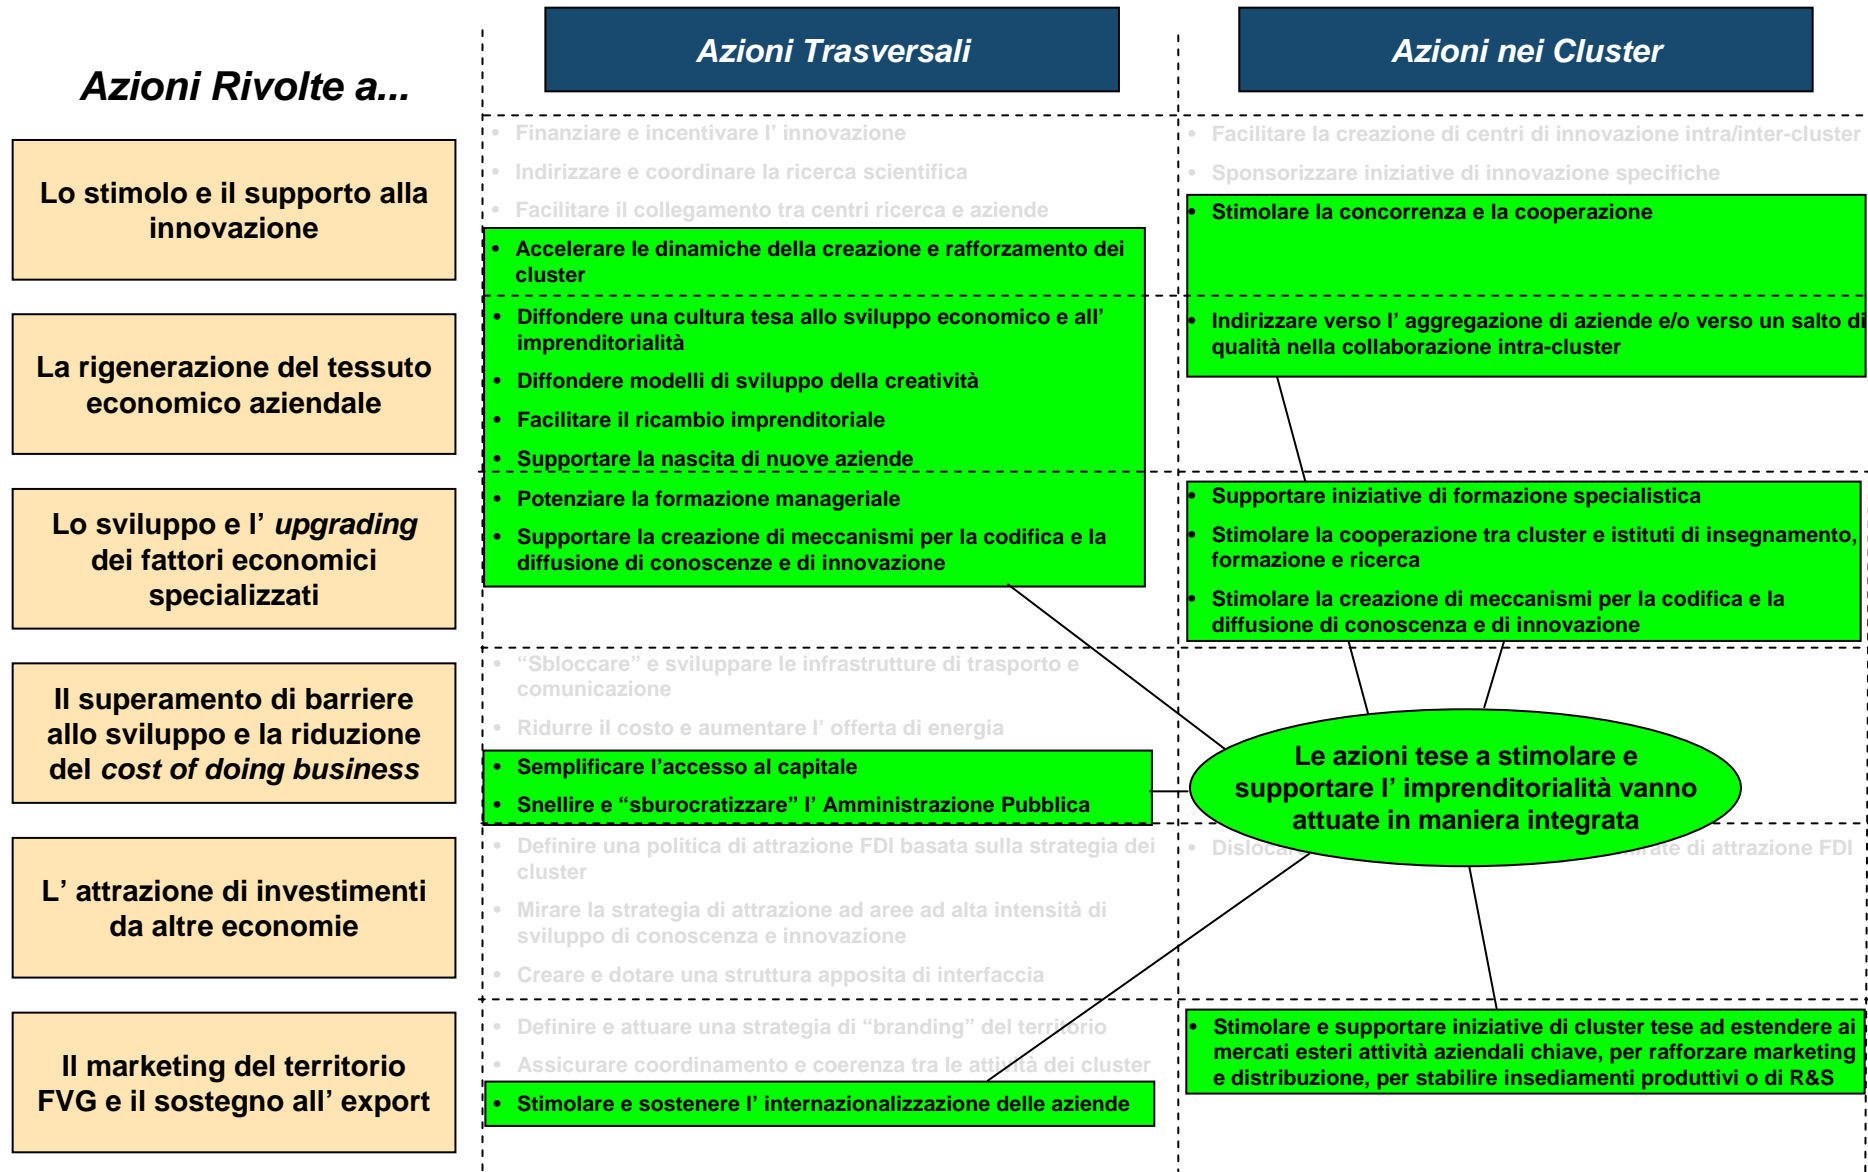 Azioni Rivolte a...
Azioni Trasversali
Azioni nei Cluster
Lo stimolo e il supporto alla
innovazione
• Finanziare e incentivare l’ innovazione
• Indirizzare e coordinare la ricerca scientifica
• Facilitare il collegamento tra centri ricerca e aziende
• Accelerare le dinamiche della creazione e rafforzamento dei
cluster
• Facilitare la creazione di centri di innovazione intra/inter-cluster
• Sponsorizzare iniziative di innovazione specifiche
• Stimolare la concorrenza e la cooperazione
La rigenerazione del tessuto
economico aziendale
• Diffondere una cultura tesa allo sviluppo economico e all’
imprenditorialità
• Diffondere modelli di sviluppo della creatività
• Facilitare il ricambio imprenditoriale
• Supportare la nascita di nuove aziende
• Indirizzare verso l’ aggregazione di aziende e/o verso un salto di
qualità nella collaborazione intra-cluster
Lo sviluppo e l’ upgrading
dei fattori economici
specializzati
• Potenziare la formazione manageriale
• Supportare la creazione di meccanismi per la codifica e la
diffusione di conoscenze e di innovazione
• Supportare iniziative di formazione specialistica
• Stimolare la cooperazione tra cluster e istituti di insegnamento,
formazione e ricerca
• Stimolare la creazione di meccanismi per la codifica e la
diffusione di conoscenza e di innovazione
Il superamento di barriere
allo sviluppo e la riduzione
del cost of doing business
• “Sbloccare” e sviluppare le infrastrutture di trasporto e
comunicazione
• Ridurre il costo e aumentare l’ offerta di energia
• Semplificare l’accesso al capitale
• Snellire e “sburocratizzare” l’ Amministrazione Pubblica
Le azioni tese a stimolare e
supportare l’ imprenditorialità vanno
attuate in maniera integrata
L’ attrazione di investimenti
da altre economie
• Definire una politica di attrazione FDI basata sulla strategia dei
cluster
• Mirare la strategia di attrazione ad aree ad alta intensità di
sviluppo di conoscenza e innovazione
• Creare e dotare una struttura apposita di interfaccia
• di attrazione FDI
Il marketing del territorio
FVG e il sostegno all’ export
• Definire e attuare una strategia di “branding” del territorio
• Assicurare coordinamento e coerenza tra le attività dei cluster
• Stimolare e sostenere l’ internazionalizzazione delle aziende
• Stimolare e supportare iniziative di cluster tese ad estendere ai
mercati esteri attività aziendali chiave, per rafforzare marketing
e distribuzione, per stabilire insediamenti produttivi o di R&S